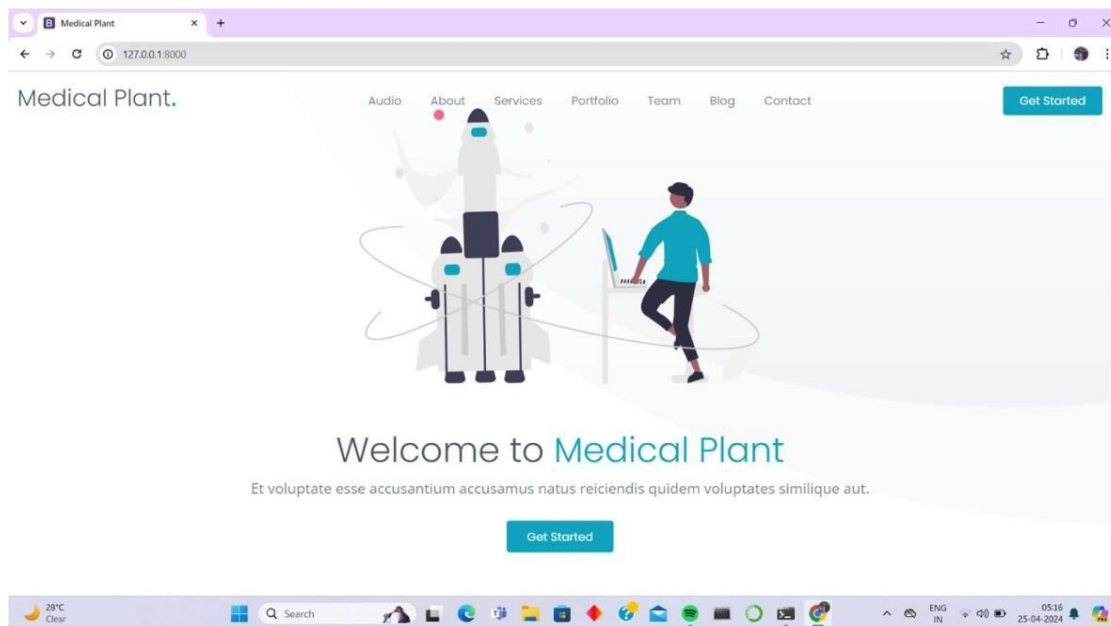 Medical Plant
127.0.0.1:8000
Medical Plant.
Audio About Services Portfolio Team Blog Contact
Get Started
Welcome to Medical Plant
Et voluptate esse accusantium accusamus natus reiciendis quidem voluptates similique aut.
Get Started
28°C
Clear
Search
ENG
IN
05:16
25-04-2024